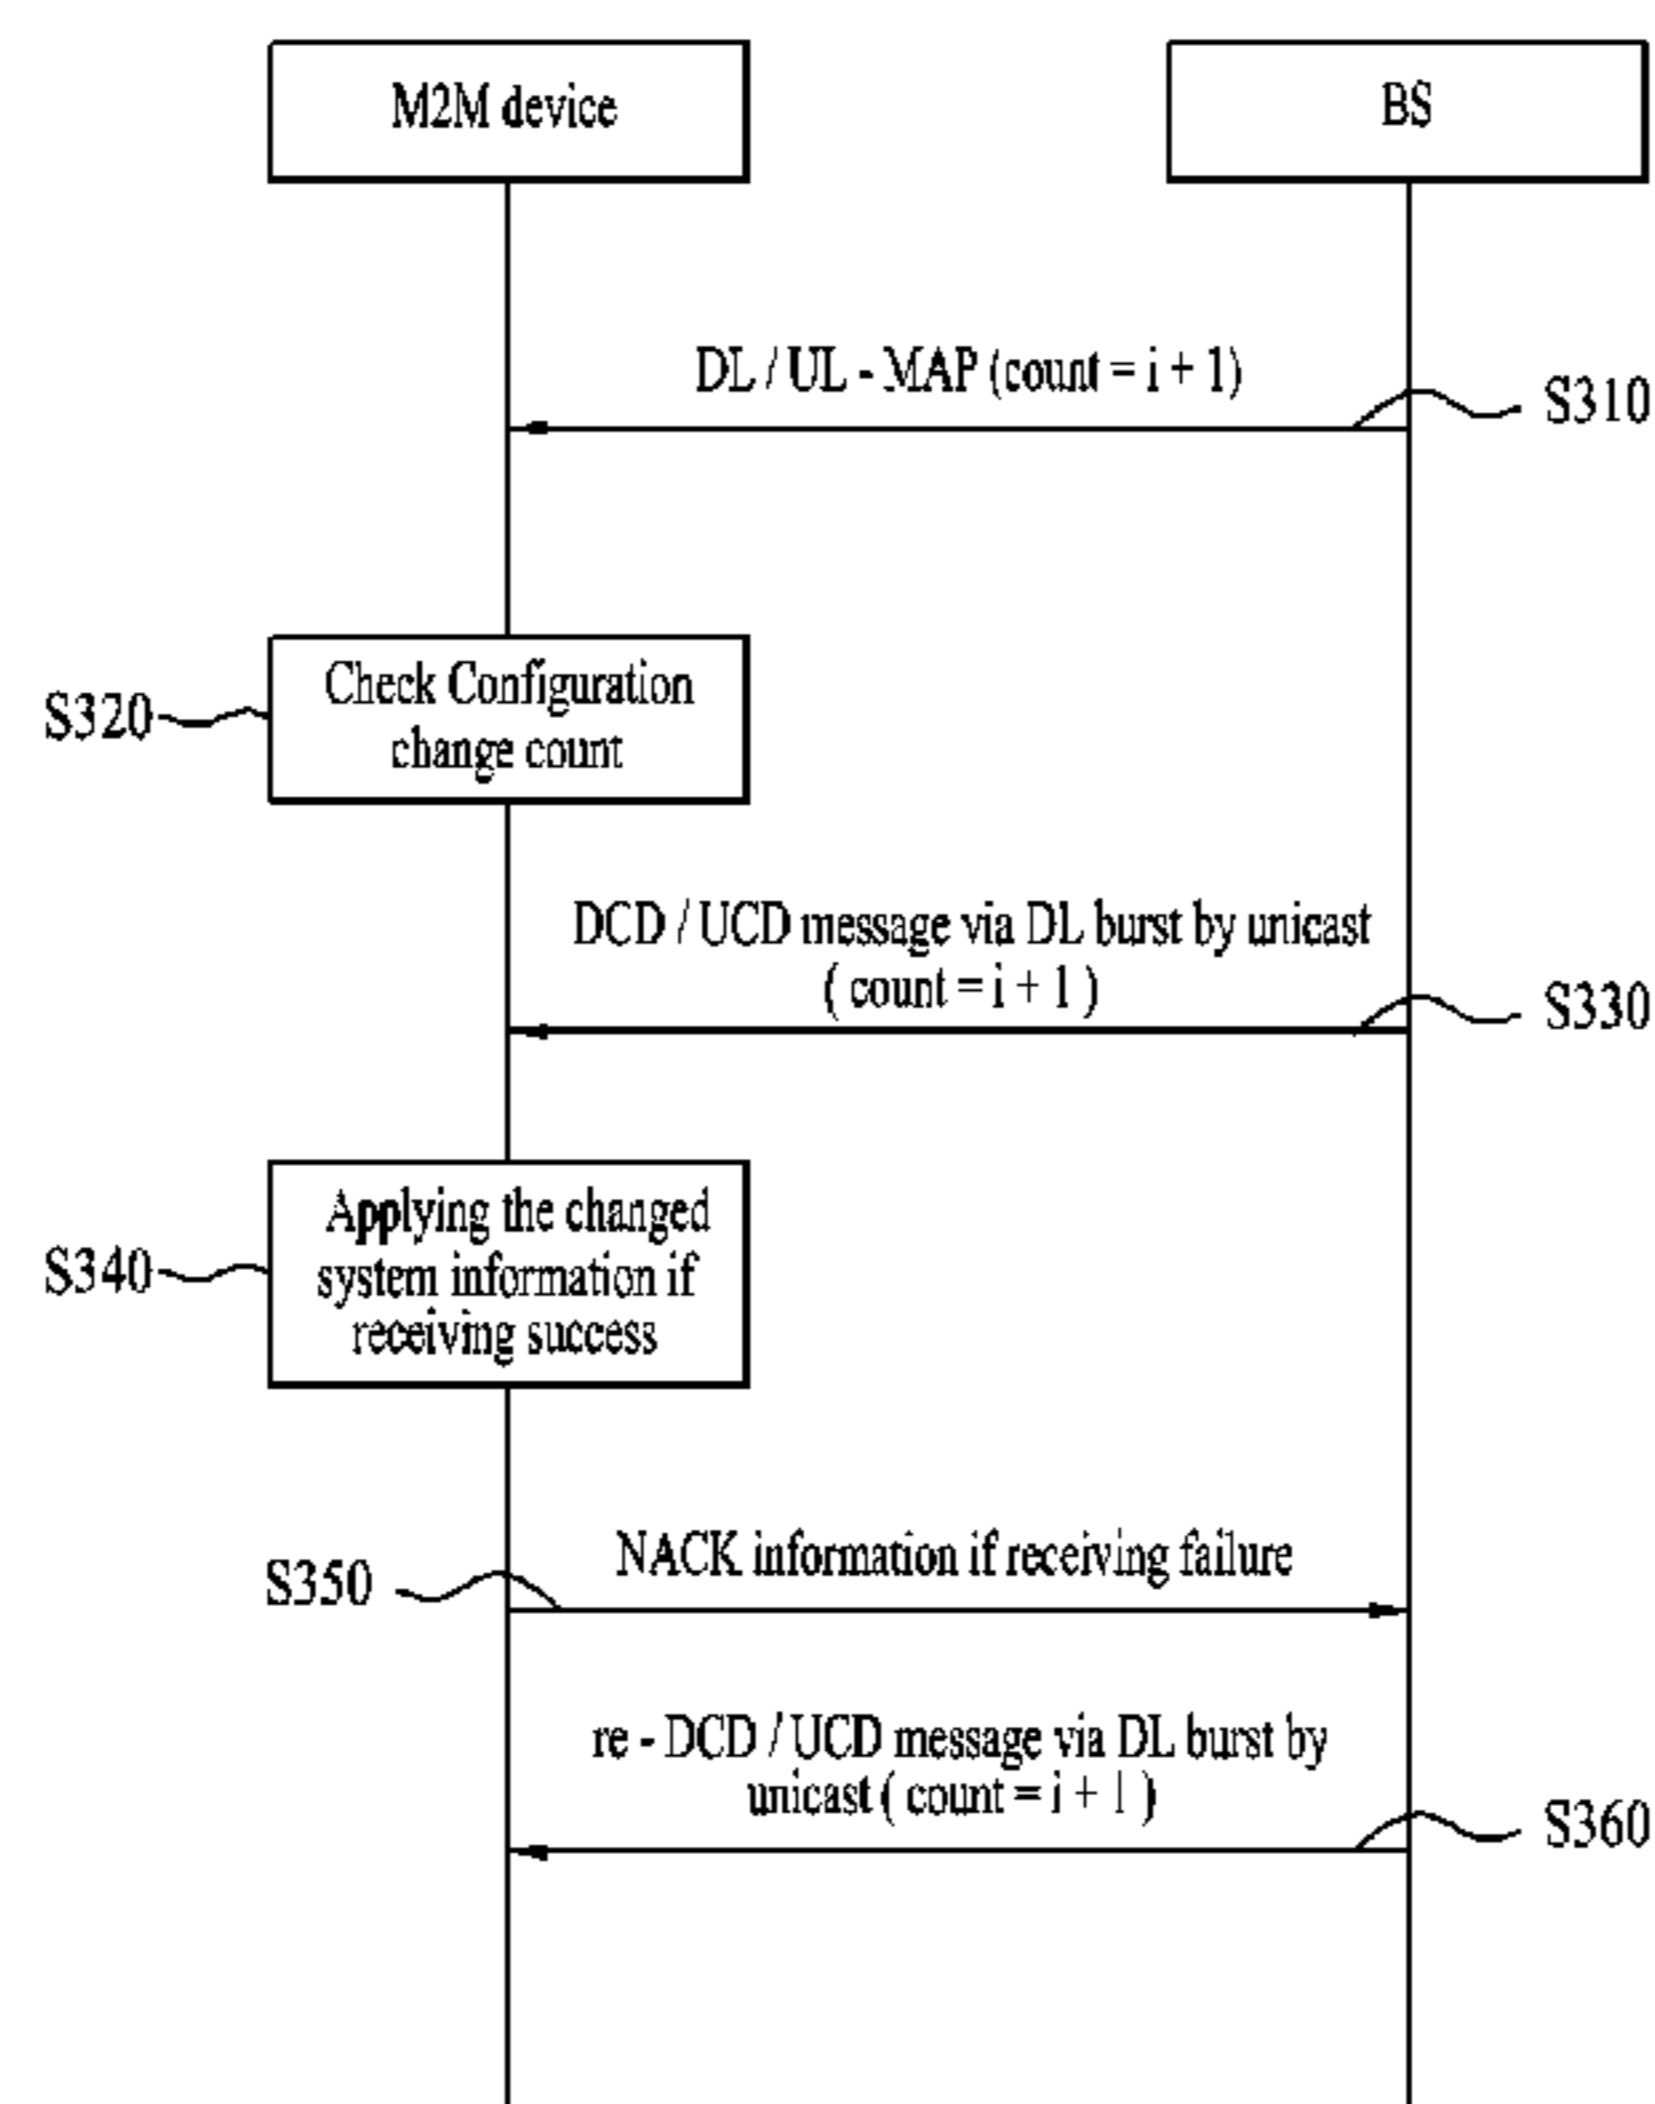 M2M device
BS
DL / UL - MAP (count = i + 1)
S310
Check Configuration
change count
S320
DCD / UCD message via DL burst by unicast
( count = i + 1 )
S330
Applying the changed
system information if
receiving success
S340
NACK information if receiving failure
S350
re - DCD / UCD message via DL burst by
unicast ( count = i + 1 )
S360